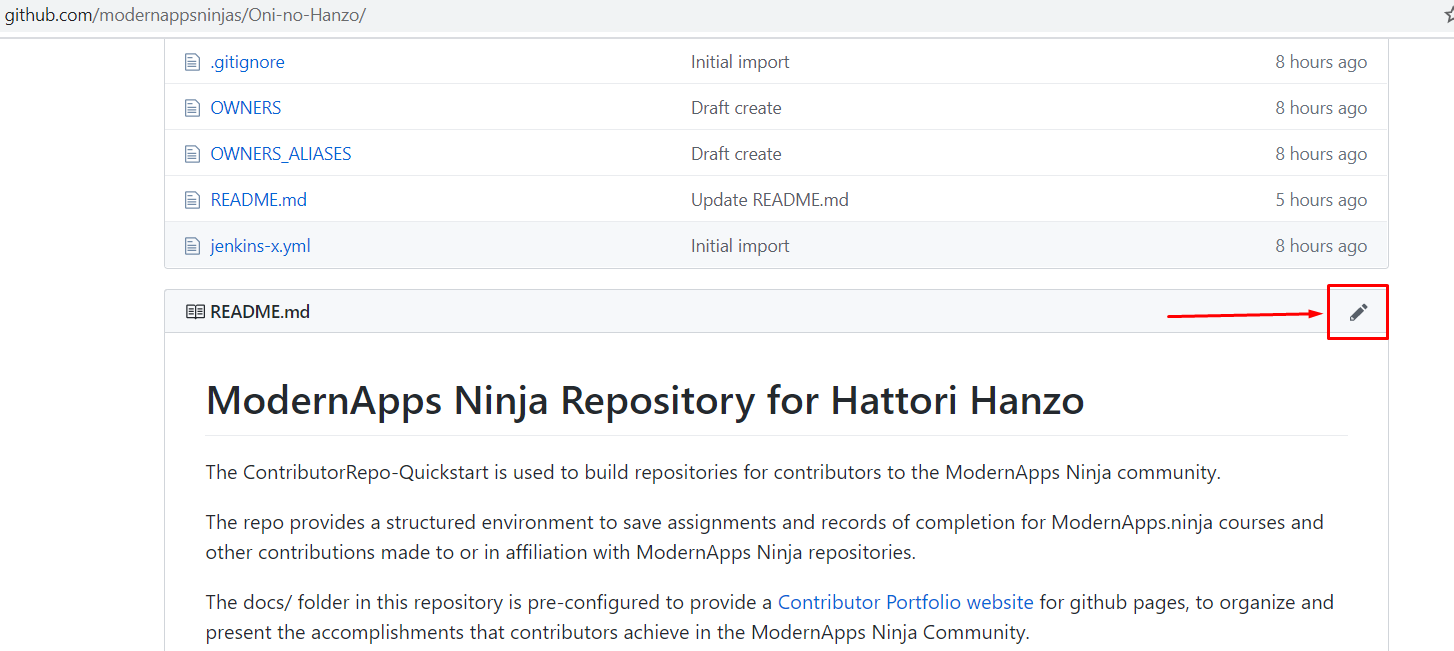 github.com/modernappsninjas/Oni-no-Hanzo/
.gitignore Initial import 8 hours ago
OWNERS Draft create 8 hours ago
OWNERS_ALIASES Draft create 8 hours ago
README.md Update README.md 5 hours ago
jenkins-x.yml Initial import 8 hours ago
README.md
ModernApps Ninja Repository for Hattori Hanzo
The ContributorRepo-Quickstart is used to build repositories for contributors to the ModernApps Ninja community.
The repo provides a structured environment to save assignments and records of completion for ModernApps.ninja courses and
other contributions made to or in affiliation with ModernApps Ninja repositories.
The docs/ folder in this repository is pre-configured to provide a Contributor Portfolio website for github pages, to organize and
present the accomplishments that contributors achieve in the ModernApps Ninja Community.